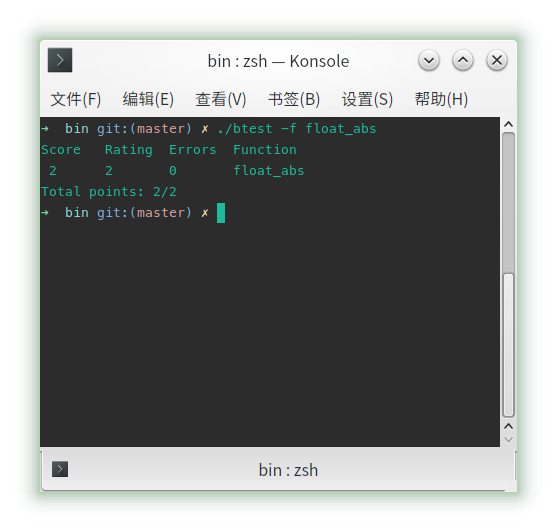 bin : zsh — Konsole
文件(F) 编辑(E) 查看(V) 书签(B) 设置(S) 帮助(H)
➜  bin git:(master) ✗ ./btest -f float_abs
Score   Rating  Errors  Function
 2      2       0       float_abs
Total points: 2/2
➜  bin git:(master) ✗
bin : zsh